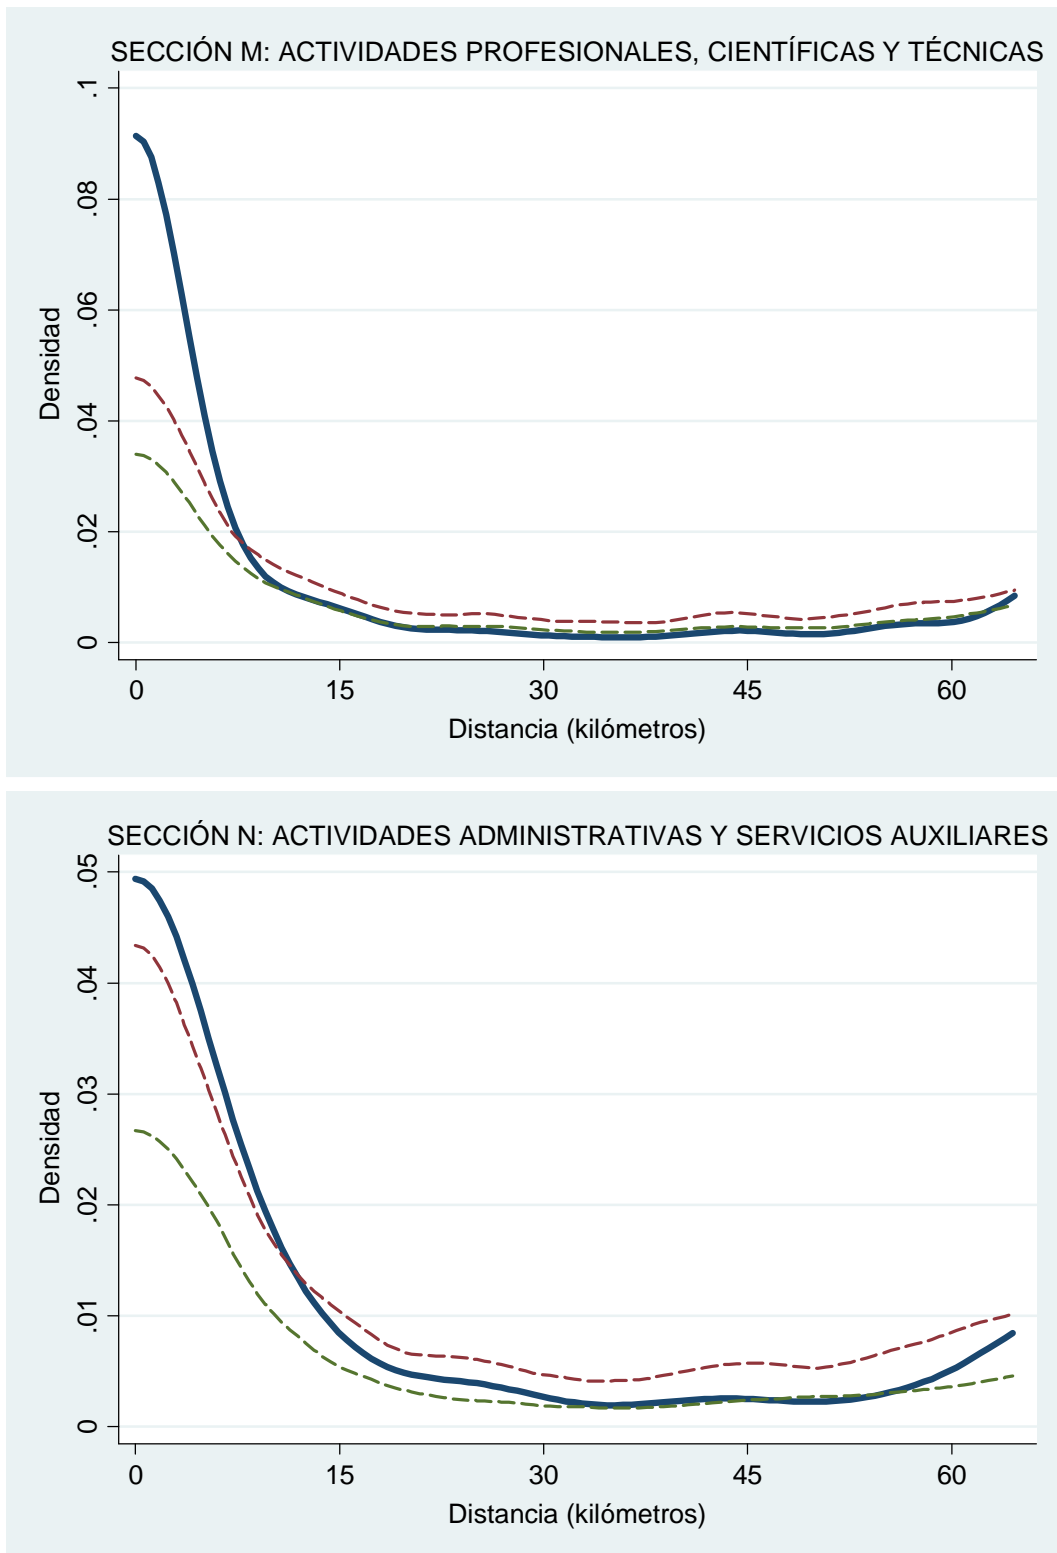 SECCIÓN M: ACTIVIDADES PROFESIONALES, CIENTÍFICAS Y TÉCNICAS
.1
.08
.06
.04
.02
0
Densidad
0 15 30 45 60
Distancia (kilómetros)
SECCIÓN N: ACTIVIDADES ADMINISTRATIVAS Y SERVICIOS AUXILIARES
.05
.04
.03
.02
.01
0
Densidad
0 15 30 45 60
Distancia (kilómetros)